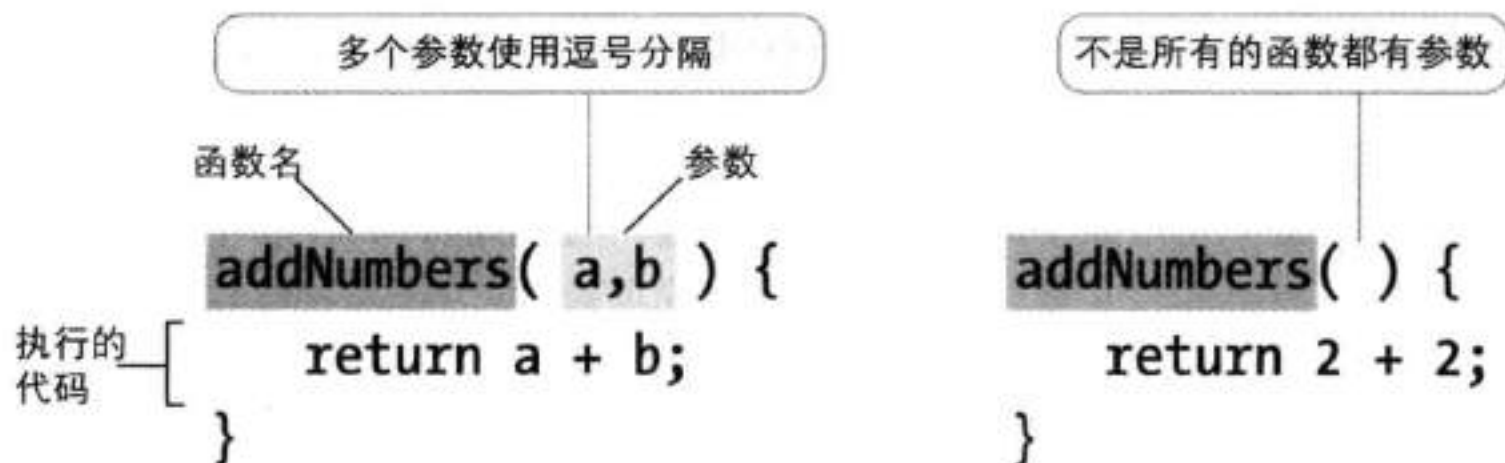 多个参数使用逗号分隔
不是所有的函数都有参数
函数名
参数
addNumbers( a,b ) {
return a + b;
}
执行的
代码
addNumbers( ) {
return 2 + 2;
}